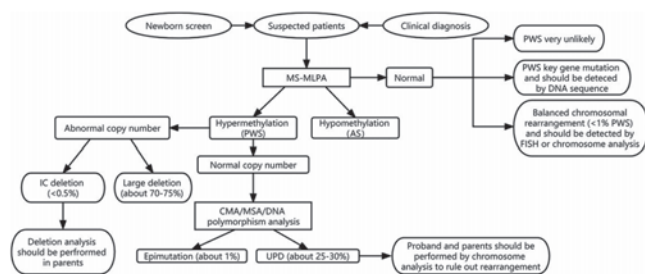 Newborn screen
Suspected patients
Clinical diagnosis
PWS very unlikely
MS-MLPA
Normal
PWS key gene mutation
and should be deteced
by DNA sequence
Abnormal copy number
Hypermethylation
(PWS)
Hypomethylation
(AS)
Balanced chromosomal
rearrangement (<1% PWS)
and should be detected by
FISH or chromosome analysis
Normal copy number
IC deletion
(<0.5%)
Large deletion
(about 70-75%)
CMA/MSA/DNA
polymorphism analysis
Deletion analysis
should be performred
in parents
Epimutation (about 1%)
UPD (about 25-30%)
Proband and parents should be
performed by chromosome
analysis to rule out rearrangement